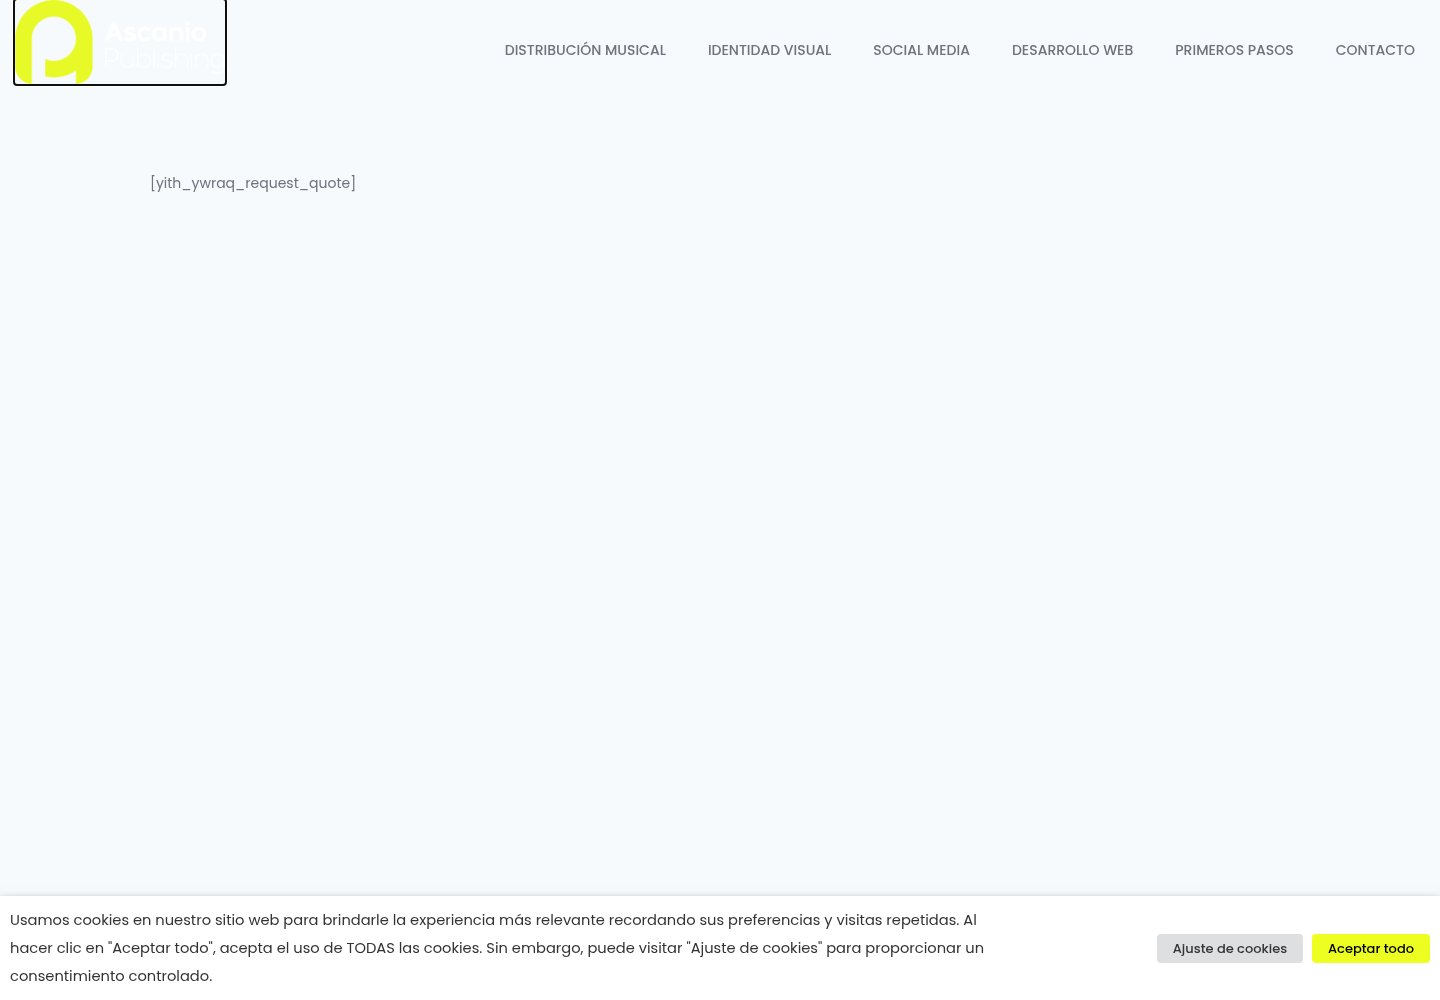 Ascanio
Publishing
DISTRIBUCIÓN MUSICAL
IDENTIDAD VISUAL
SOCIAL MEDIA
DESARROLLO WEB
PRIMEROS PASOS
CONTACTO
[yith_ywraq_request_quote]
Usamos cookies en nuestro sitio web para brindarle la experiencia más relevante recordando sus preferencias y visitas repetidas. Al
hacer clic en "Aceptar todo", acepta el uso de TODAS las cookies. Sin embargo, puede visitar "Ajuste de cookies" para proporcionar un
consentimiento controlado.
Ajuste de cookies
Aceptar todo